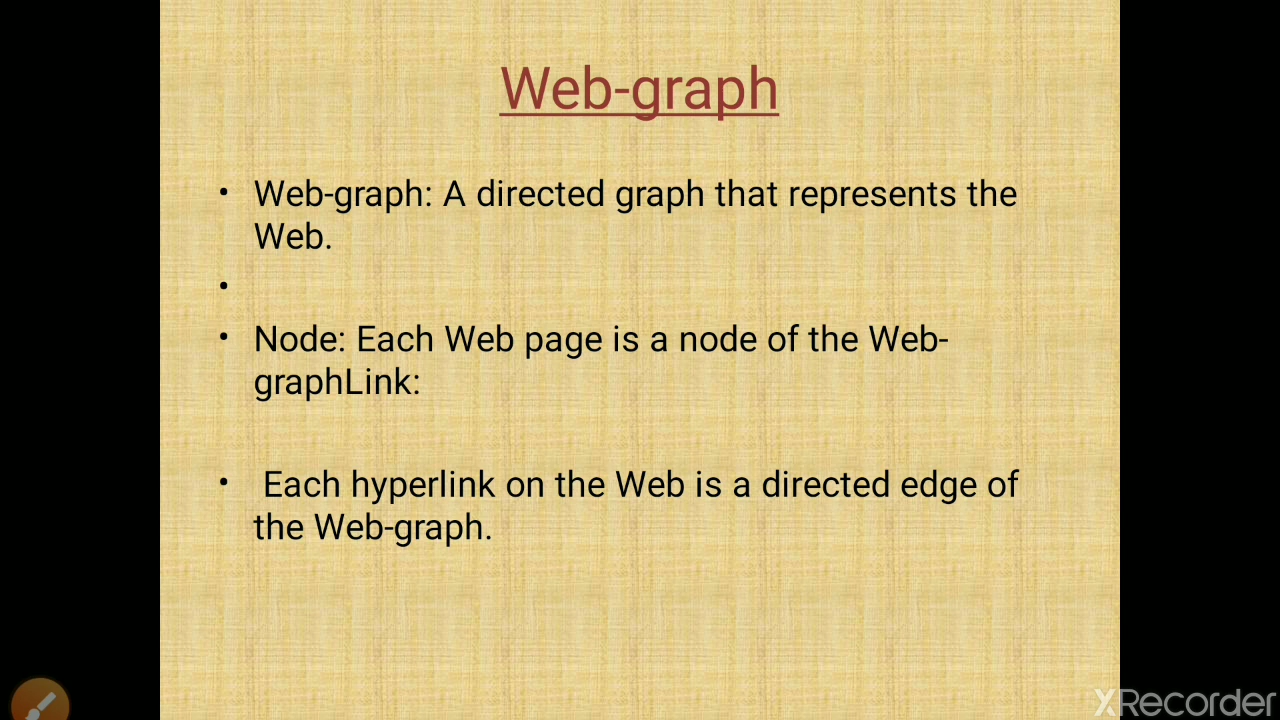 Web-graph
• Web-graph: A directed graph that represents the
Web.
•
• Node: Each Web page is a node of the Web-
graphLink:
• Each hyperlink on the Web is a directed edge of
the Web-graph.
XRecorder